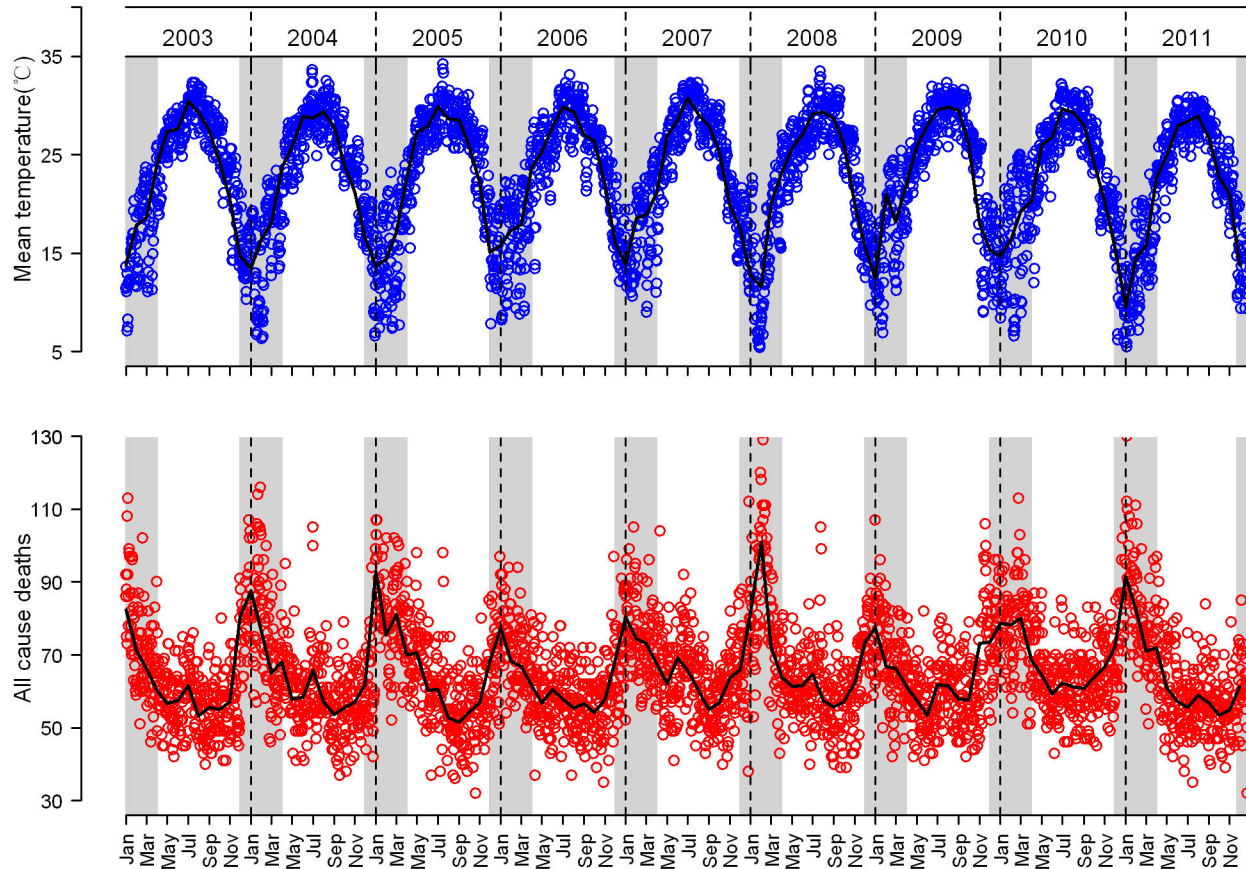 2003 2004 2005 2006 2007 2008 2009 2010 2011
35
25
15
5
Mean temperature(℃)
130
110
90
70
50
30
All cause deaths
Jan Mar May Jul Sep Nov Jan Mar May Jul Sep Nov Jan Mar May Jul Sep Nov Jan Mar May Jul Sep Nov Jan Mar May Jul Sep Nov Jan Mar May Jul Sep Nov Jan Mar May Jul Sep Nov Jan Mar May Jul Sep Nov Jan Mar May Jul Sep Nov